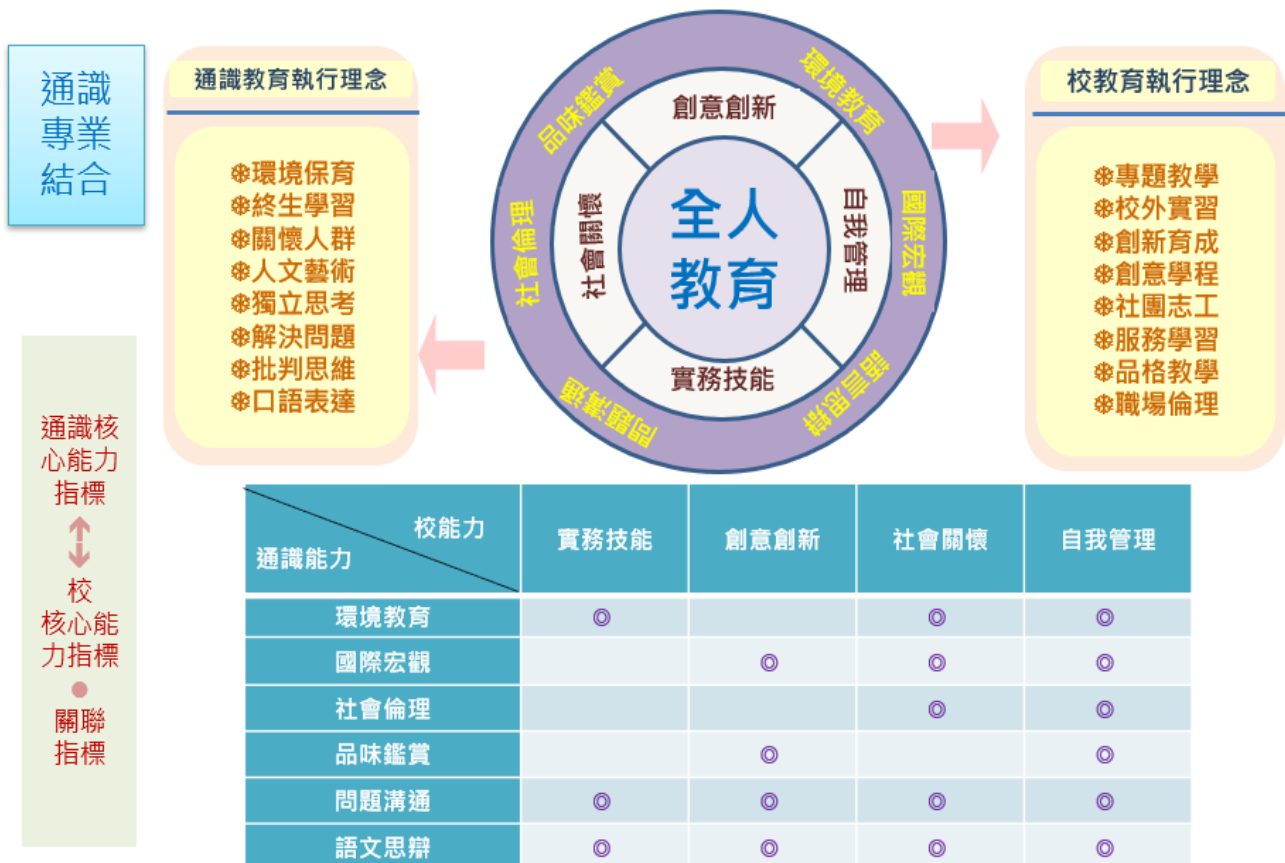 通識
專業
結合
通識教育執行理念
❆環境保育
❆終生學習
❆關懷人群
❆人文藝術
❆獨立思考
❆解決問題
❆批判思維
❆口語表達
品味鑑賞
環境教育
國際宏觀
語言思辯
問題溝通
社會倫理
創意創新
自我管理
實務技能
社會關懷
全人
教育
校教育執行理念
❆專題教學
❆校外實習
❆創新育成
❆創意學程
❆社團志工
❆服務學習
❆品格教學
❆職場倫理
通識核
心能力
指標
校
核心能
力指標
●
關聯
指標
校能力
通識能力
實務技能 創意創新 社會關懷 自我管理
環境教育 ◎ ◎ ◎
國際宏觀 ◎ ◎ ◎
社會倫理 ◎ ◎
品味鑑賞 ◎ ◎
問題溝通 ◎ ◎ ◎ ◎
語文思辯 ◎ ◎ ◎ ◎